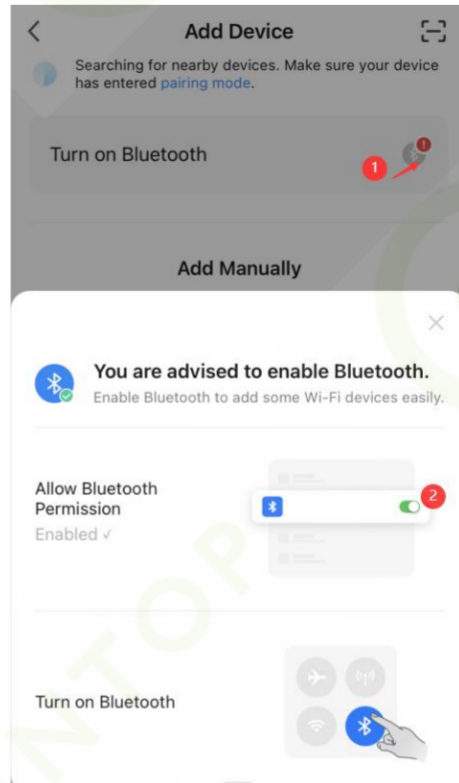 Add Device
Searching for nearby devices. Make sure your device
has entered pairing mode.
Turn on Bluetooth
1
Add Manually
You are advised to enable Bluetooth.
Enable Bluetooth to add some Wi-Fi devices easily.
Allow Bluetooth
Permission
2
Enabled ✓
Turn on Bluetooth
NTOP